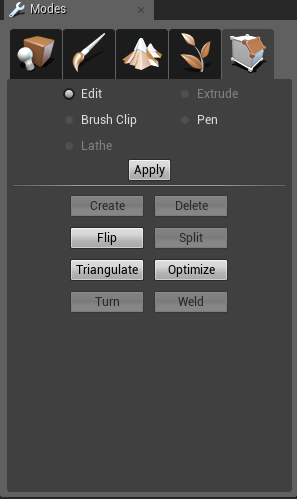 Modes
Edit Extrude
Brush Clip Pen
Lathe
Apply
Create Delete
Flip Split
Triangulate Optimize
Turn Weld